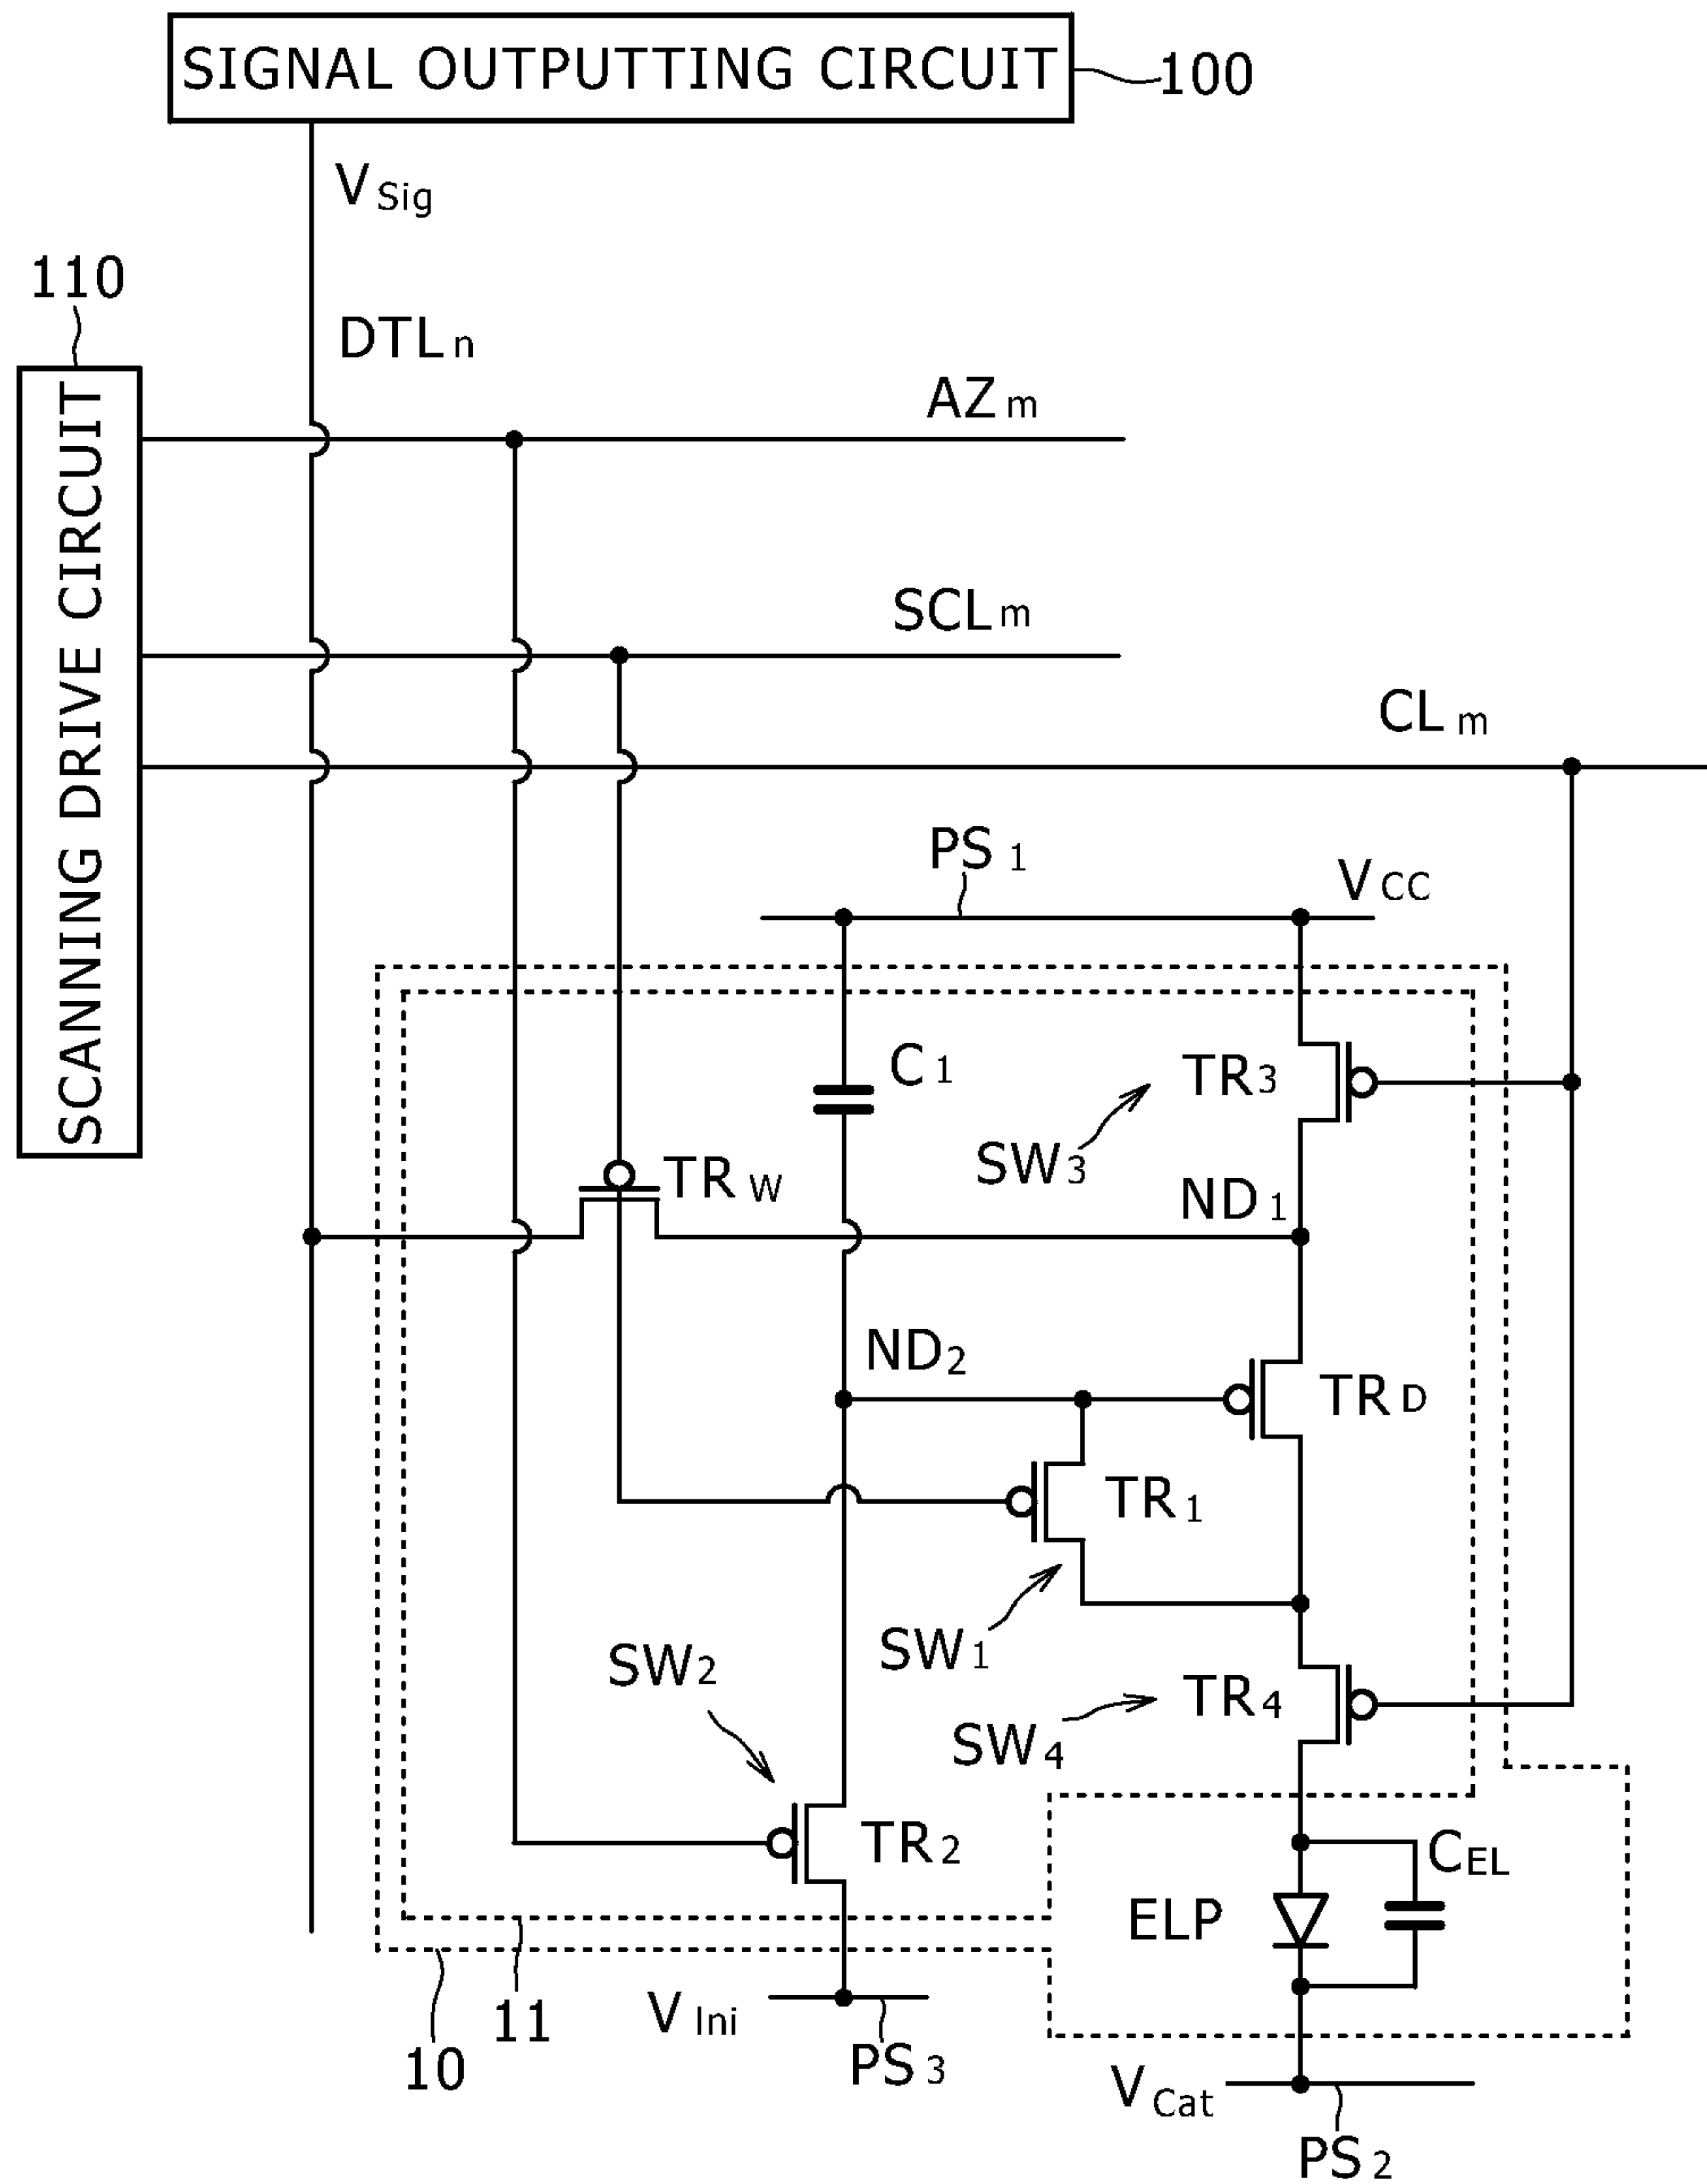 SIGNAL OUTPUTTING CIRCUIT
100
VSig
110
DTLn
AZm
SCANNING DRIVE CIRCUIT
SCLm
CLm
PS1
VCC
C1
TR3
SW3
TRW
ND1
ND2
TRD
TR1
SW1
SW2
TR4
SW4
TR2
CEL
ELP
11
VIni
10
PS3
VCat
PS2